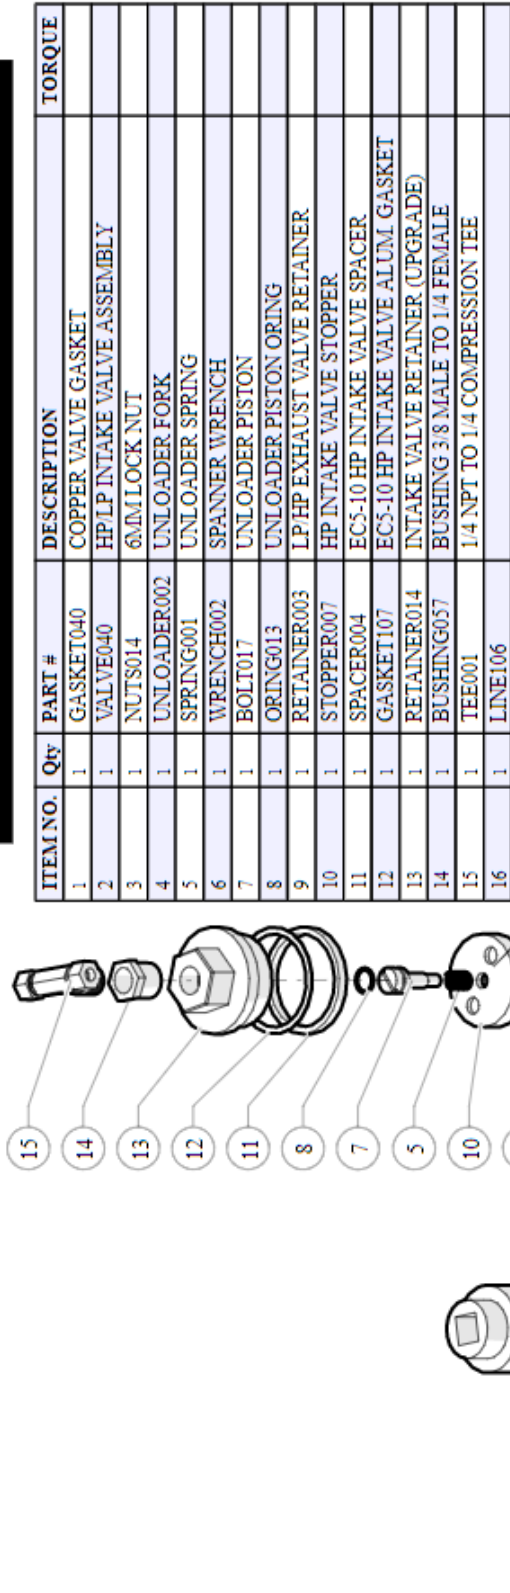 ITEM NO. Qty PART # DESCRIPTION TORQUE
1 1 GASKET040 COPPER VALVE GASKET
2 1 VALVE040 HP/LP INTAKE VALVE ASSEMBLY
3 1 NUTS014 6MM LOCK NUT
4 1 UNLOADER002 UNLOADER FORK
5 1 SPRING001 UNLOADER SPRING
6 1 WRENCH002 SPANNER WRENCH
7 1 BOLT017 UNLOADER PISTON
8 1 ORING013 UNLOADER PISTON ORING
9 1 RETAINER003 LP/HP EXHAUST VALVE RETAINER
10 1 STOPPER007 HP INTAKE VALVE STOPPER
11 1 SPACER004 EC5-10 HP INTAKE VALVE SPACER
12 1 GASKET107 EC5-10 HP INTAKE VALVE ALUM. GASKET
13 1 RETAINER014 INTAKE VALVE RETAINER (UPGRADE)
14 1 BUSHING057 BUSHING 3/8 MALE TO 1/4 FEMALE
15 1 TEE001 1/4 NPT TO 1/4 COMPRESSION TEE
16 1 LINE106
15
14
13
12
11
8
7
5
10